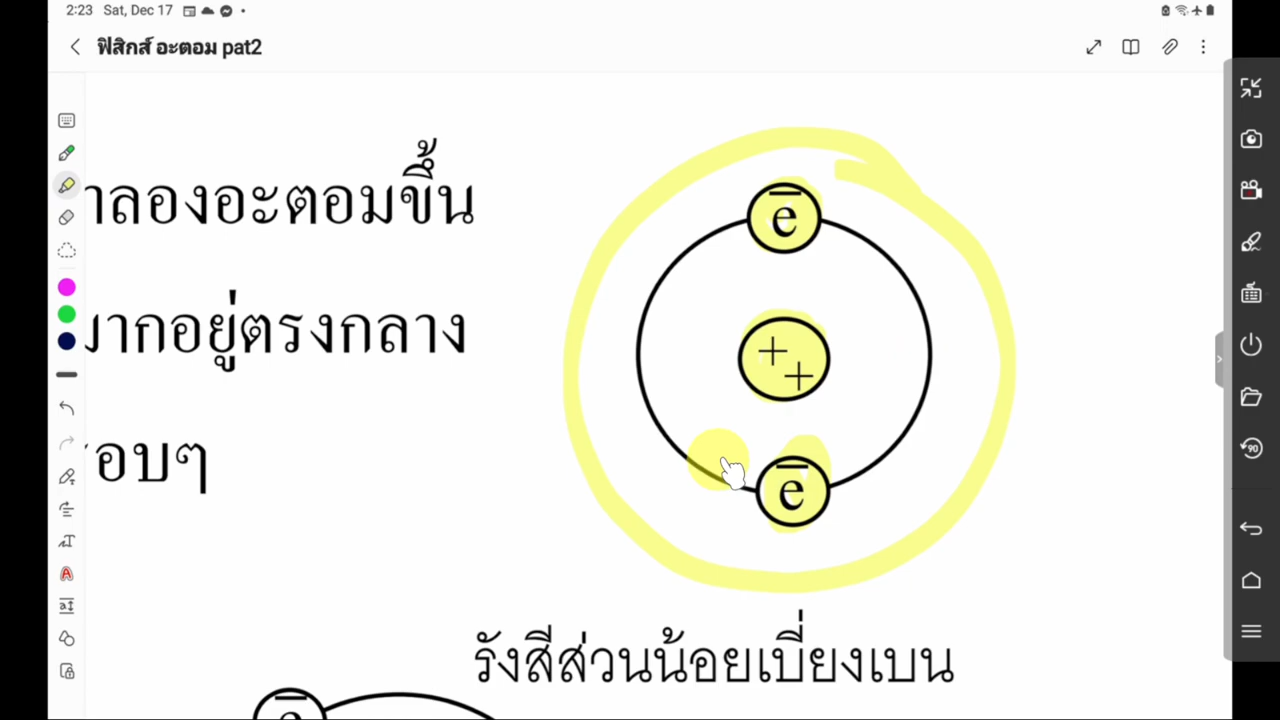 2:23 Sat, Dec 17
ฟิสิกส์ อะตอม pat2
าลองอะตอมขึ้น
มากอยู่ตรงกลาง
รอบๆ
e
+
+
e
รังสีส่วนน้อยเบี่ยงเบน
e